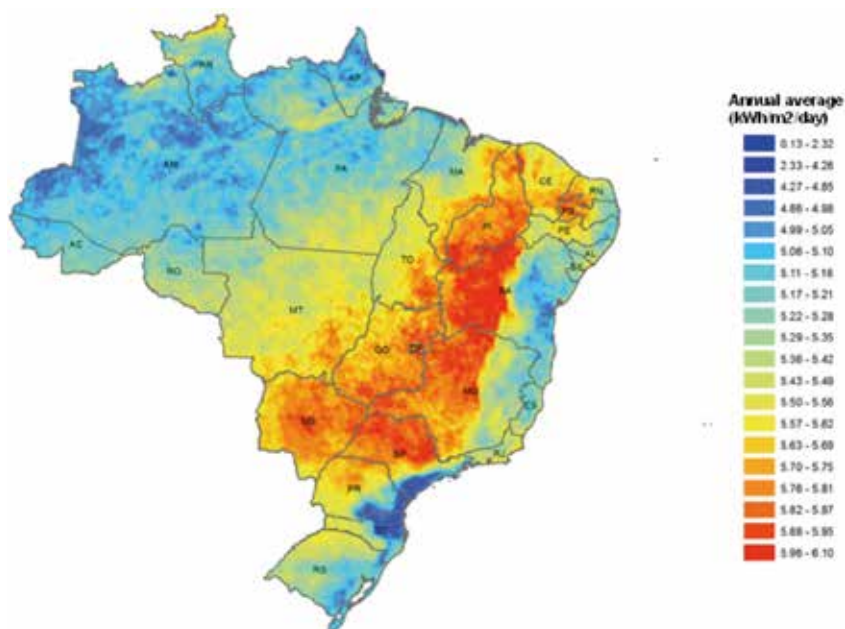 RR
AP
AM
PA
MA
CE
RN
PB
PE
PI
AL
SE
AC
RO
TO
BA
MT
GO
DF
MG
ES
MS
SP
RJ
PR
RS
Annual average
(kWh/m2/day)
0.13 - 2.32
2.33 - 4.26
4.27 - 4.85
4.86 - 4.98
4.99 - 5.05
5.06 - 5.10
5.11 - 5.16
5.17 - 5.21
5.22 - 5.28
5.29 - 5.35
5.36 - 5.42
5.43 - 5.49
5.50 - 5.56
5.57 - 5.62
5.63 - 5.69
5.70 - 5.75
5.76 - 5.81
5.82 - 5.87
5.88 - 5.95
5.96 - 6.10